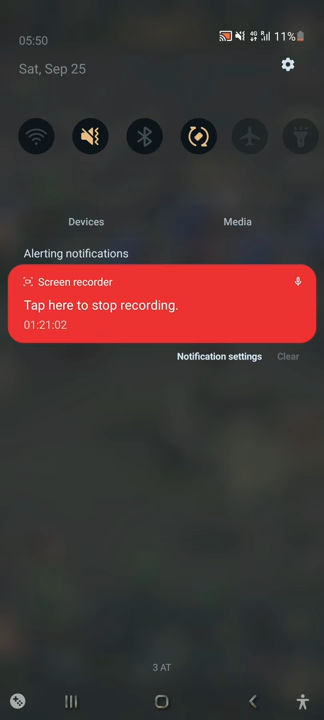 05:50
4G
R
11%
Sat, Sep 25
Devices
Media
Alerting notifications
Screen recorder
Tap here to stop recording.
01:21:02
Notification settings
Clear
3 AT